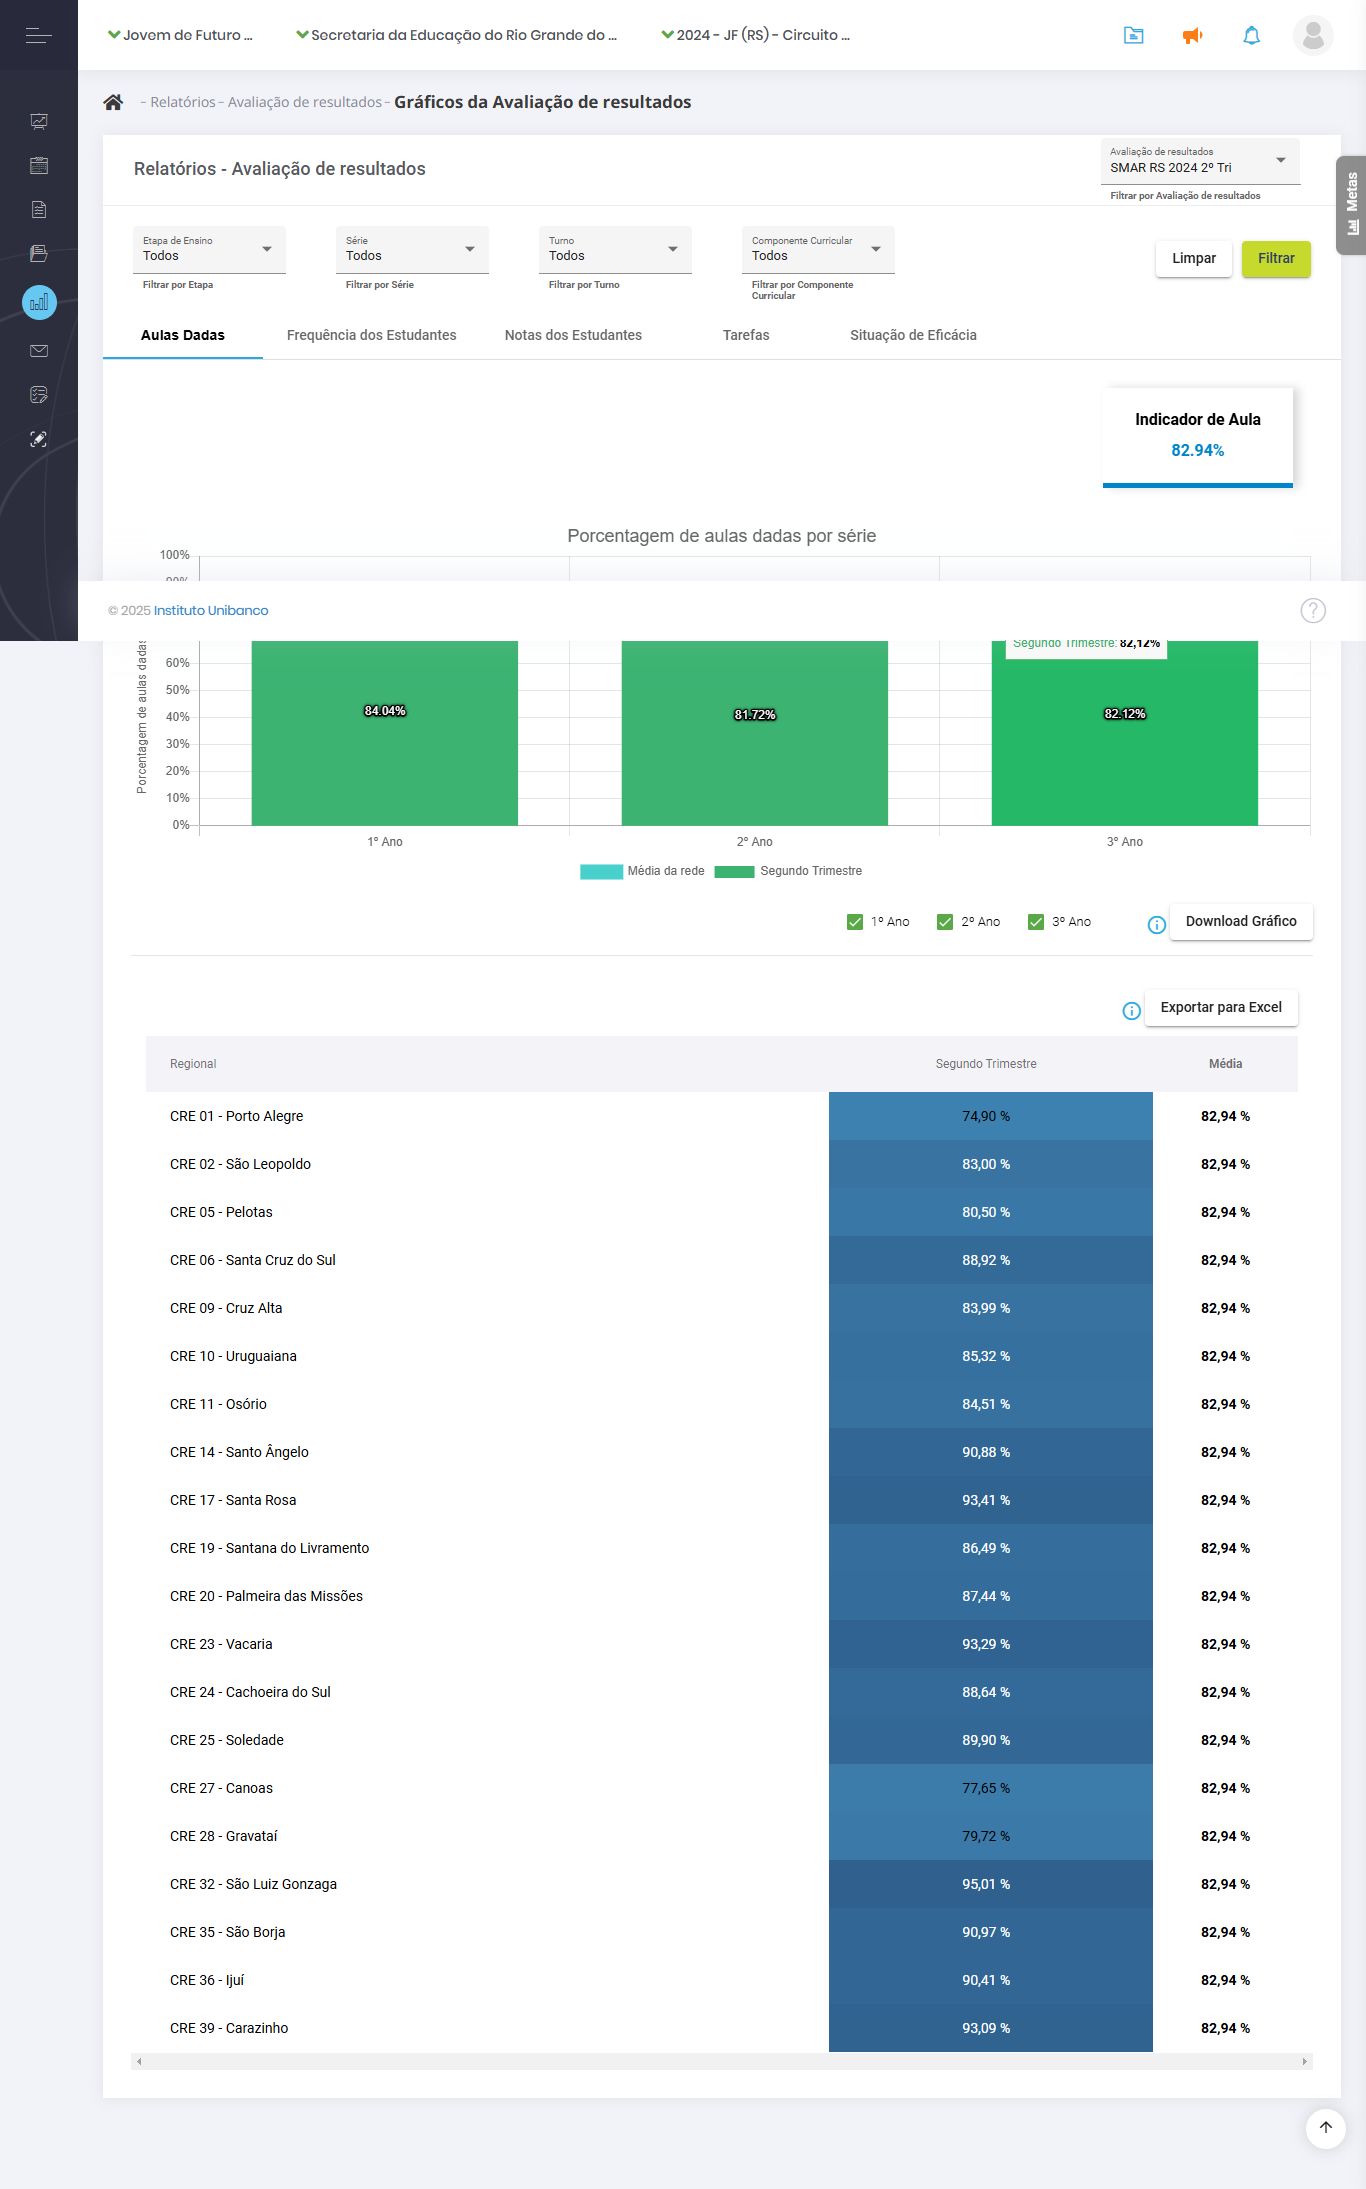 Jovem de Futuro ...
Secretaria da Educação do Rio Grande do ...
2024 - JF (RS) - Circuito ...
- Relatórios - Avaliação de resultados - Gráficos da Avaliação de resultados
Relatórios - Avaliação de resultados
Avaliação de resultados
SMAR RS 2024 2º Tri
Filtrar por Avaliação de resultados
Metas
Etapa de Ensino
Todos
Filtrar por Etapa
Série
Todos
Filtrar por Série
Turno
Todos
Filtrar por Turno
Componente Curricular
Todos
Filtrar por Componente
Curricular
Limpar
Filtrar
Aulas Dadas
Frequência dos Estudantes
Notas dos Estudantes
Tarefas
Situação de Eficácia
Indicador de Aula
82.94%
Porcentagem de aulas dadas por série
100%
90%
© 2025 Instituto Unibanco
?
Porcentagem de aulas dadas
60%
50%
40%
30%
20%
10%
0%
Segundo Trimestre: 82,12%
84.04%
81.72%
82.12%
1º Ano
2º Ano
3º Ano
Média da rede
Segundo Trimestre
1º Ano
2º Ano
3º Ano
Download Gráfico
Exportar para Excel
Regional Segundo Trimestre Média
CRE 01 - Porto Alegre 74,90 % 82,94 %
CRE 02 - São Leopoldo 83,00 % 82,94 %
CRE 05 - Pelotas 80,50 % 82,94 %
CRE 06 - Santa Cruz do Sul 88,92 % 82,94 %
CRE 09 - Cruz Alta 83,99 % 82,94 %
CRE 10 - Uruguaiana 85,32 % 82,94 %
CRE 11 - Osório 84,51 % 82,94 %
CRE 14 - Santo Ângelo 90,88 % 82,94 %
CRE 17 - Santa Rosa 93,41 % 82,94 %
CRE 19 - Santana do Livramento 86,49 % 82,94 %
CRE 20 - Palmeira das Missões 87,44 % 82,94 %
CRE 23 - Vacaria 93,29 % 82,94 %
CRE 24 - Cachoeira do Sul 88,64 % 82,94 %
CRE 25 - Soledade 89,90 % 82,94 %
CRE 27 - Canoas 77,65 % 82,94 %
CRE 28 - Gravataí 79,72 % 82,94 %
CRE 32 - São Luiz Gonzaga 95,01 % 82,94 %
CRE 35 - São Borja 90,97 % 82,94 %
CRE 36 - Ijuí 90,41 % 82,94 %
CRE 39 - Carazinho 93,09 % 82,94 %